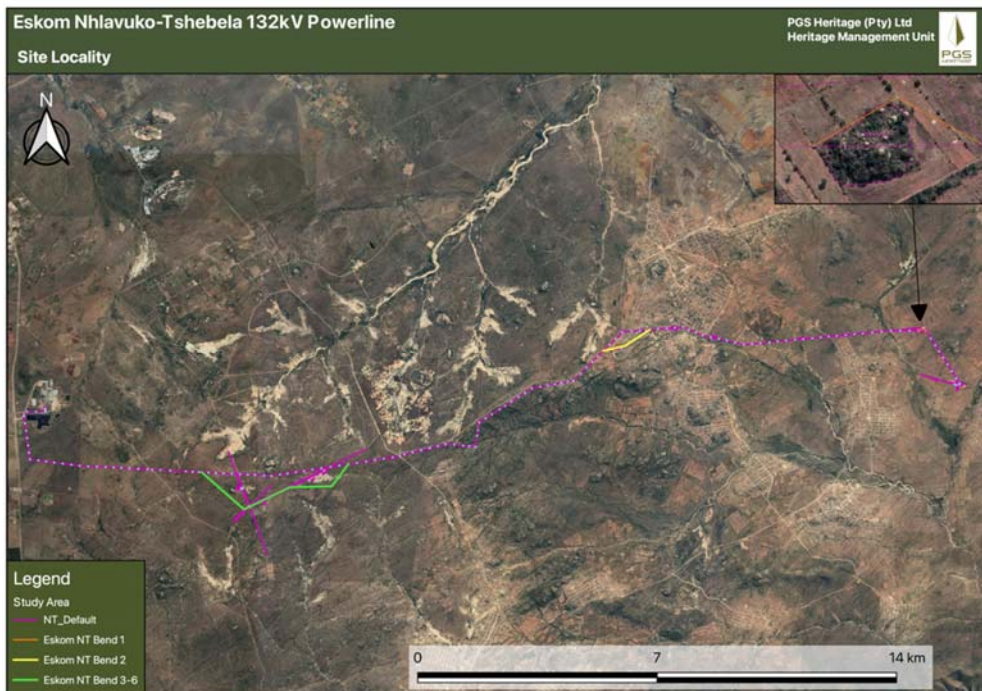 Eskom Nhlavuko-Tshebela 132kV Powerline
Site Locality
PGS Heritage (Pty) Ltd
Heritage Management Unit
PGS
N
Legend
Study Area
NT_Default
Eskom NT Bend 1
Eskom NT Bend 2
Eskom NT Bend 3-6
0 7 14 km